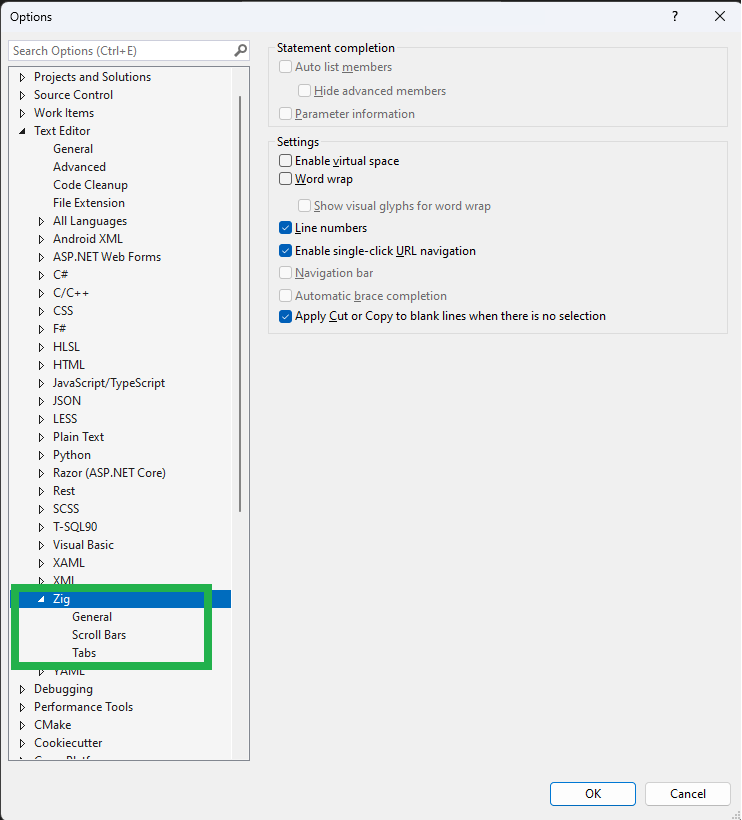 Options
?
Search Options (Ctrl+E)
Projects and Solutions
Source Control
Work Items
Text Editor
General
Advanced
Code Cleanup
File Extension
All Languages
Android XML
ASP.NET Web Forms
C#
C/C++
CSS
F#
HLSL
HTML
JavaScript/TypeScript
JSON
LESS
Plain Text
Python
Razor (ASP.NET Core)
Rest
SCSS
T-SQL90
Visual Basic
XAML
XML
Zig
General
Scroll Bars
Tabs
YAML
Debugging
Performance Tools
CMake
Cookiecutter
Statement completion
Auto list members
Hide advanced members
Parameter information
Settings
Enable virtual space
Word wrap
Show visual glyphs for word wrap
Line numbers
Enable single-click URL navigation
Navigation bar
Automatic brace completion
Apply Cut or Copy to blank lines when there is no selection
OK
Cancel